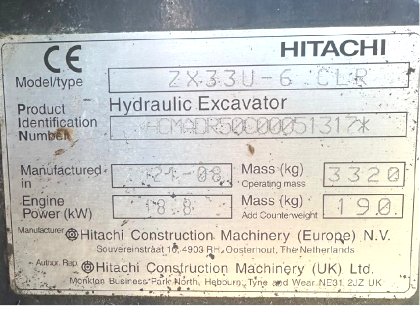 CE HITACHI
Model/type ZX33U-6 CLR
Product Hydraulic Excavator
Identification
Number HCMADR50C00051317*
Manufactured in 21-08 Mass (kg) Operating mass 3320
Engine Power (kW) 18.8 Mass (kg) Add Counterweight 190
Manufacturer Hitachi Construction Machinery (Europe) N.V.
Souvereinstraat 16, 4903 RH, Oosterhout, The Netherlands
Author. Rep. Hitachi Construction Machinery (UK) Ltd.
Monkton Business Park North, Hebburn, Tyne and Wear NE31 2JZ UK